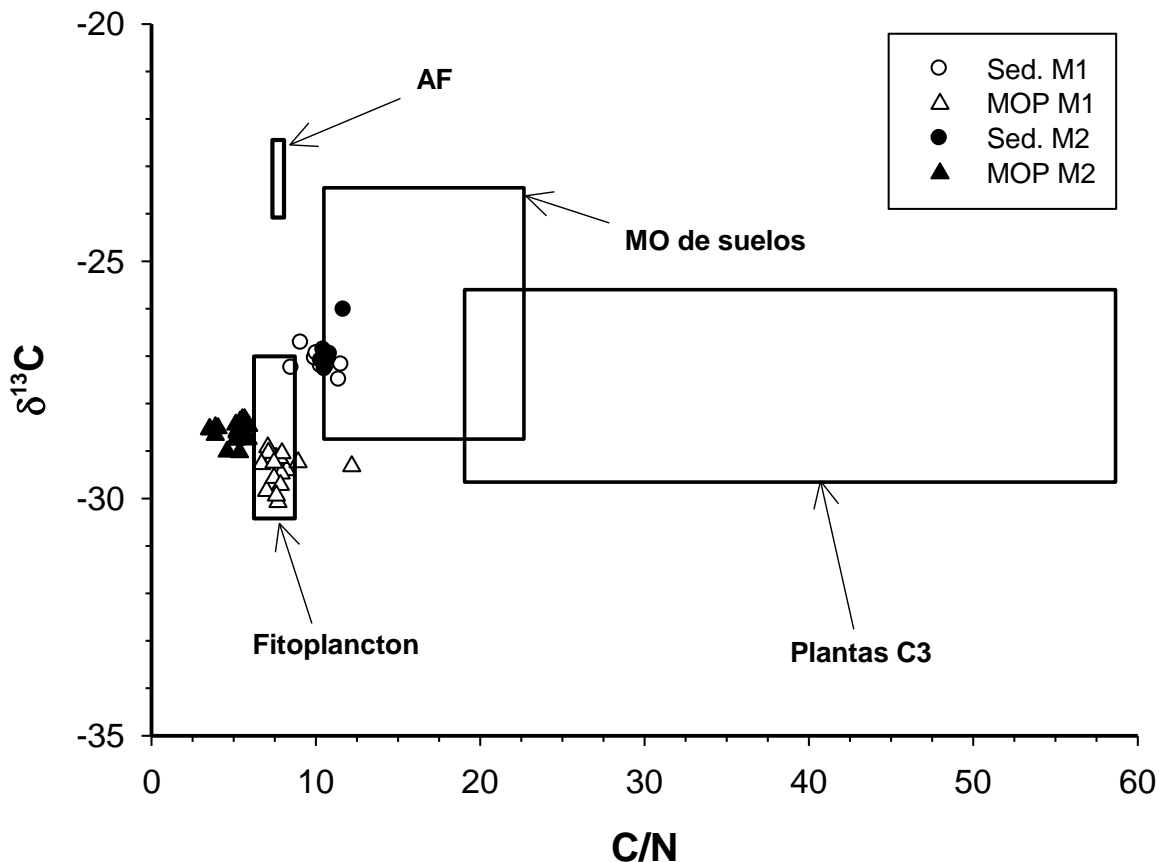 -20
-25
-30
-35
δ¹³C
0
10
20
30
40
50
60
C/N
AF
MO de suelos
Fitoplancton
Plantas C3
Sed. M1
MOP M1
Sed. M2
MOP M2